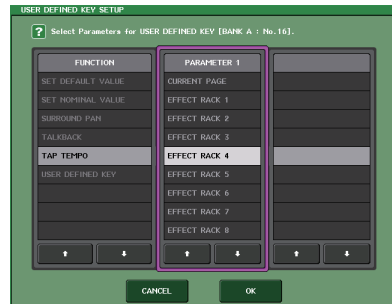 USER DEFINED KEY SETUP
? Select Parameters for USER DEFINED KEY [BANK A : No.16].
FUNCTION
SET DEFAULT VALUE
SET NOMINAL VALUE
SURROUND PAN
TALKBACK
TAP TEMPO
USER DEFINED KEY
PARAMETER 1
CURRENT PAGE
EFFECT RACK 1
EFFECT RACK 2
EFFECT RACK 3
EFFECT RACK 4
EFFECT RACK 5
EFFECT RACK 6
EFFECT RACK 7
EFFECT RACK 8
CANCEL
OK